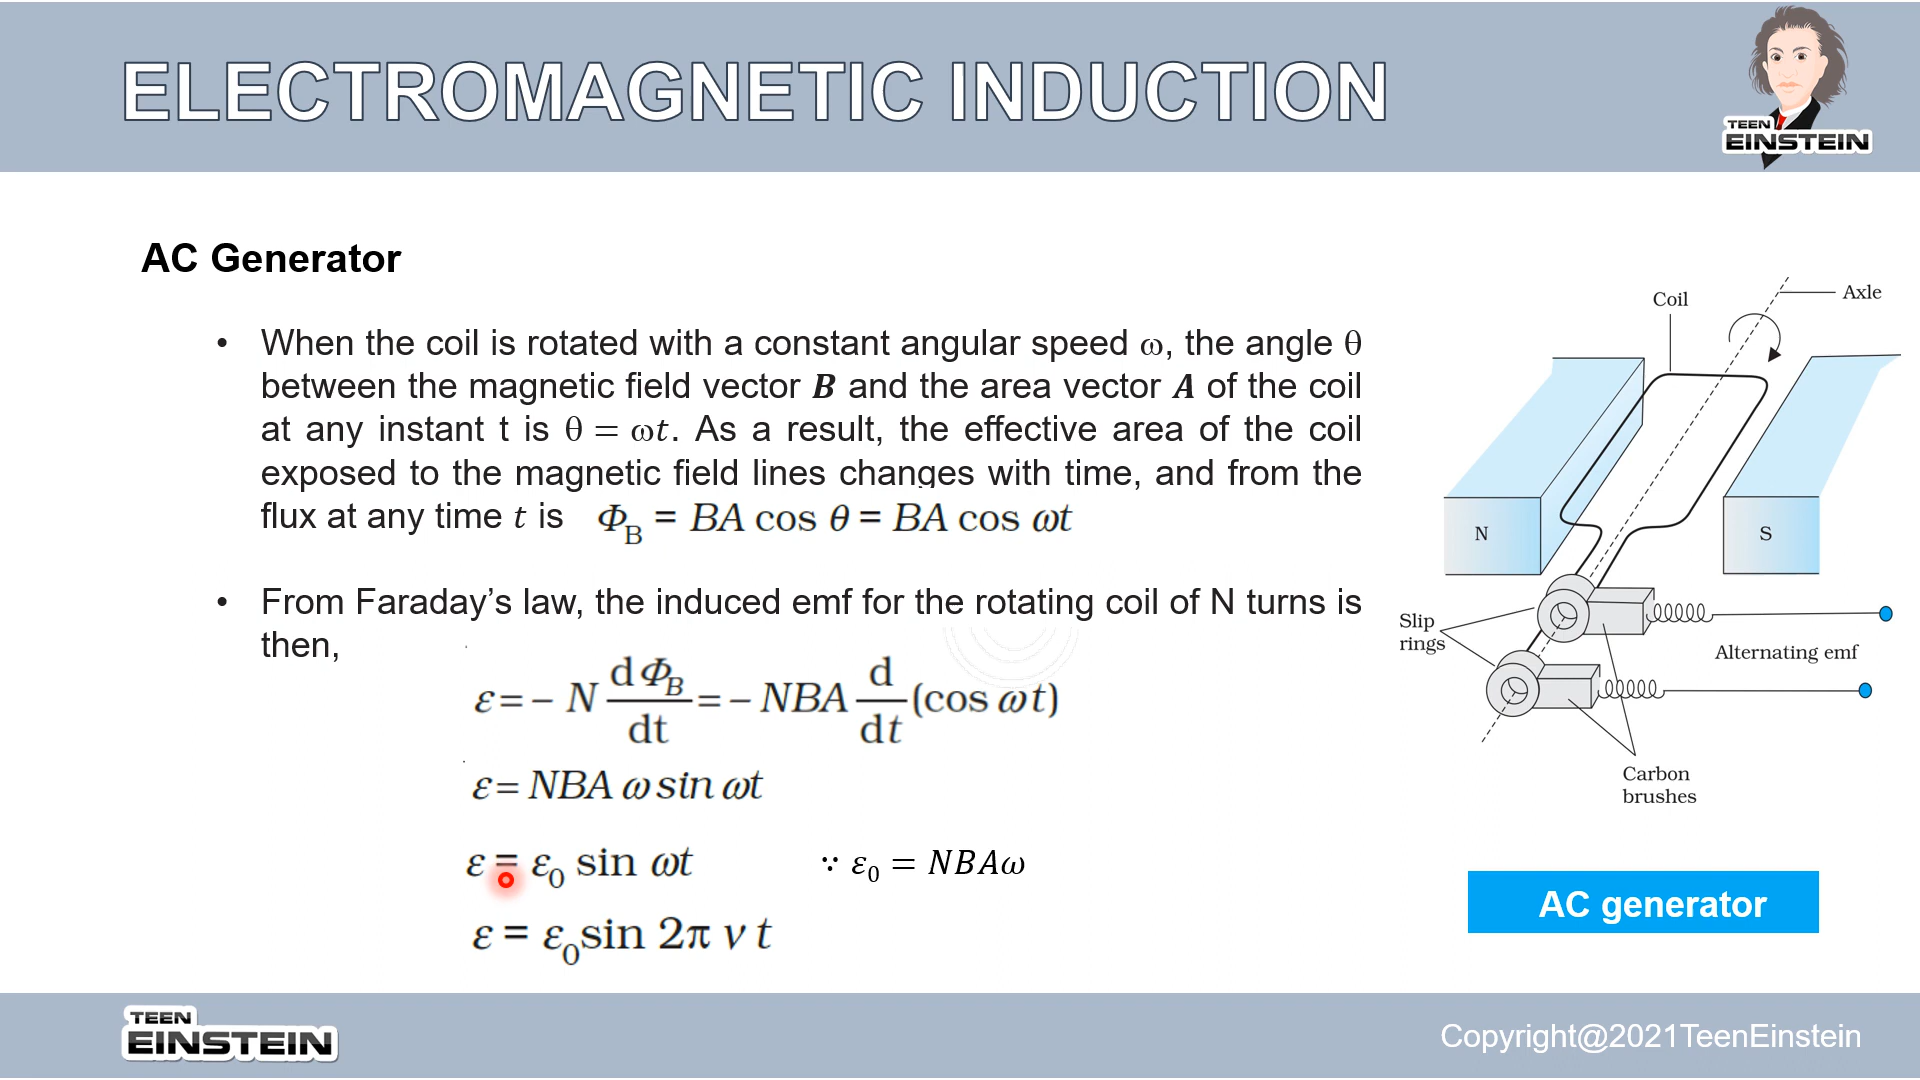 ELECTROMAGNETIC INDUCTION
TEEN
EINSTEIN
AC Generator
• When the coil is rotated with a constant angular speed ω, the angle θ
between the magnetic field vector B and the area vector A of the coil
at any instant t is θ = ωt. As a result, the effective area of the coil
exposed to the magnetic field lines changes with time, and from the
flux at any time t is Φ_B = BA cos θ = BA cos ωt
• From Faraday’s law, the induced emf for the rotating coil of N turns is
then,
ε = – N dΦ_B/dt = – NBA d/dt (cos ωt)
ε = NBA ω sin ωt
ε = ε₀ sin ωt ∵ ε₀ = NBAω
ε = ε₀ sin 2π ν t
Coil
Axle
N
S
Slip
rings
Alternating emf
Carbon
brushes
AC generator
TEEN
EINSTEIN
Copyright@2021TeenEinstein